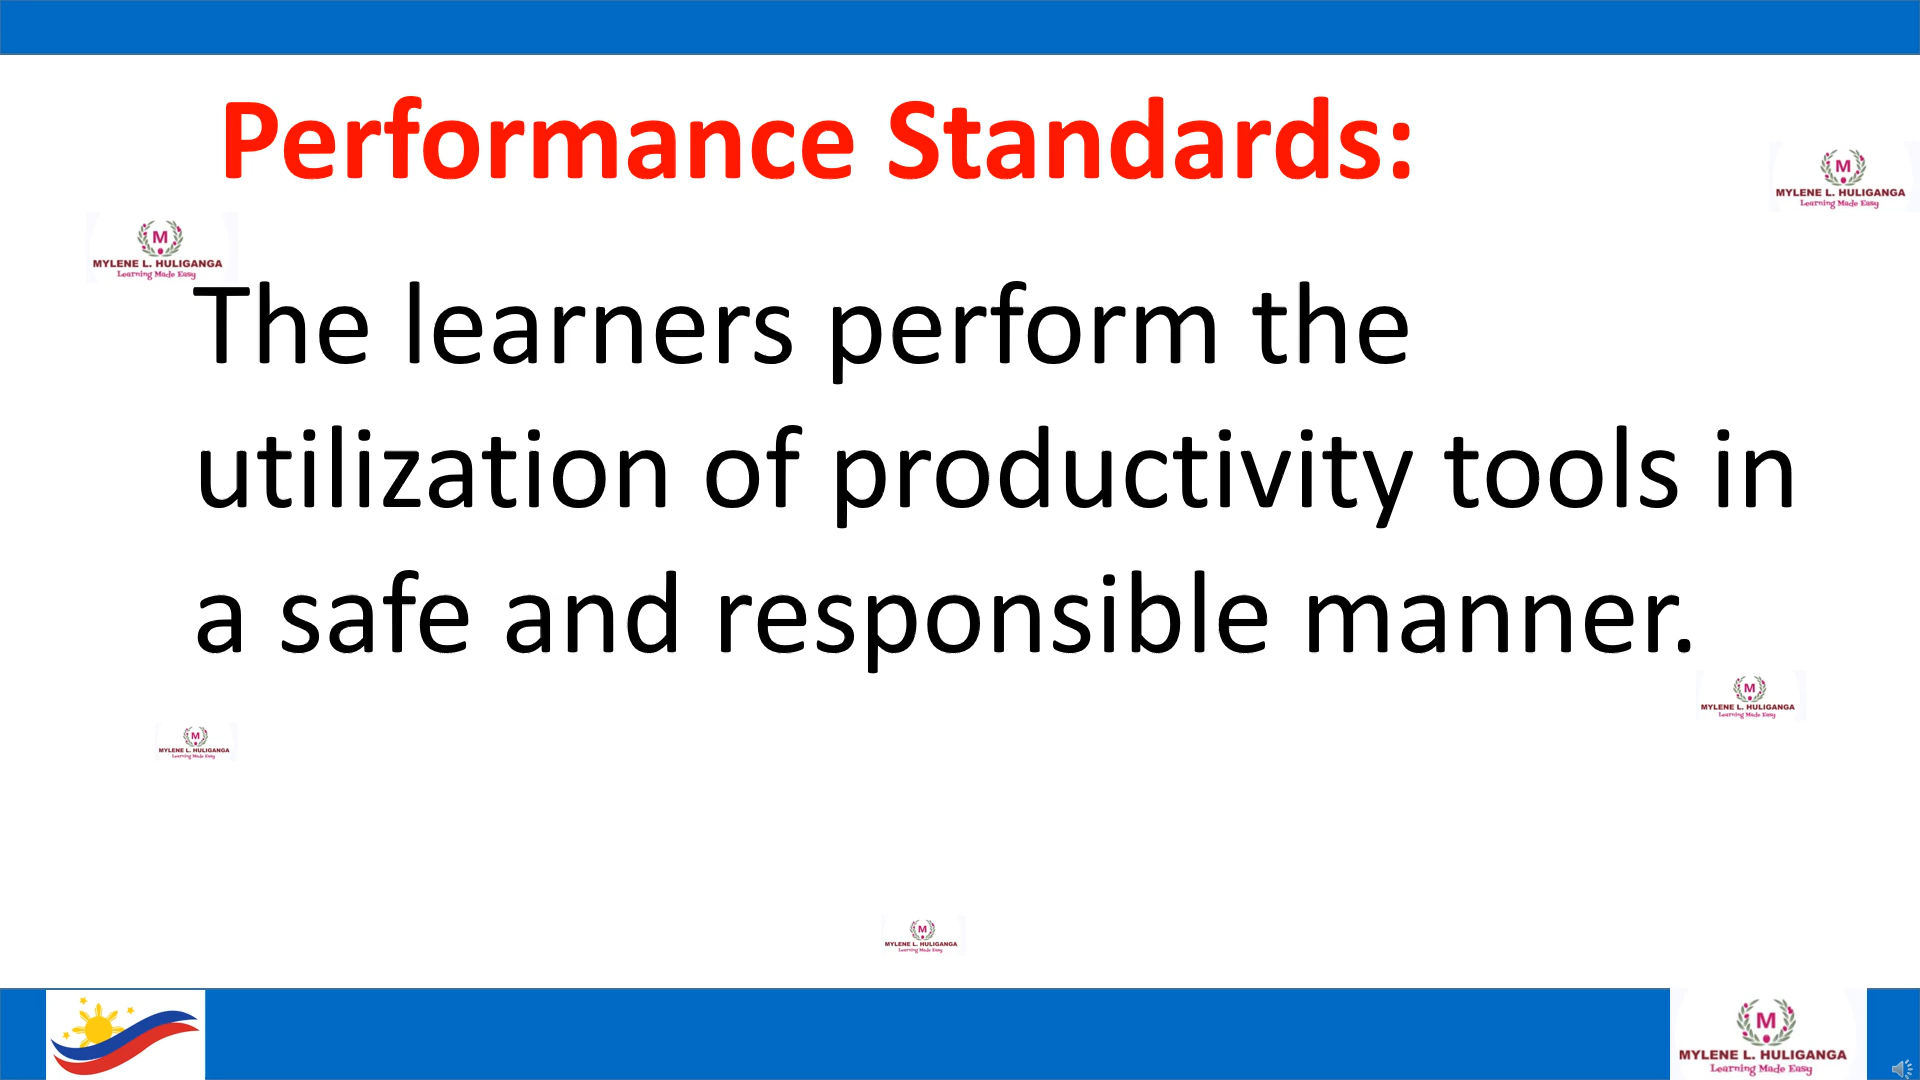 Performance Standards:
M
MYLENE L. HULIGANGA
Learning Made Easy
M
MYLENE L. HULIGANGA
Learning Made Easy
The learners perform the
utilization of productivity tools in
a safe and responsible manner.
M
MYLENE L. HULIGANGA
Learning Made Easy
M
MYLENE L. HULIGANGA
Learning Made Easy
M
MYLENE L. HULIGANGA
Learning Made Easy
M
MYLENE L. HULIGANGA
Learning Made Easy